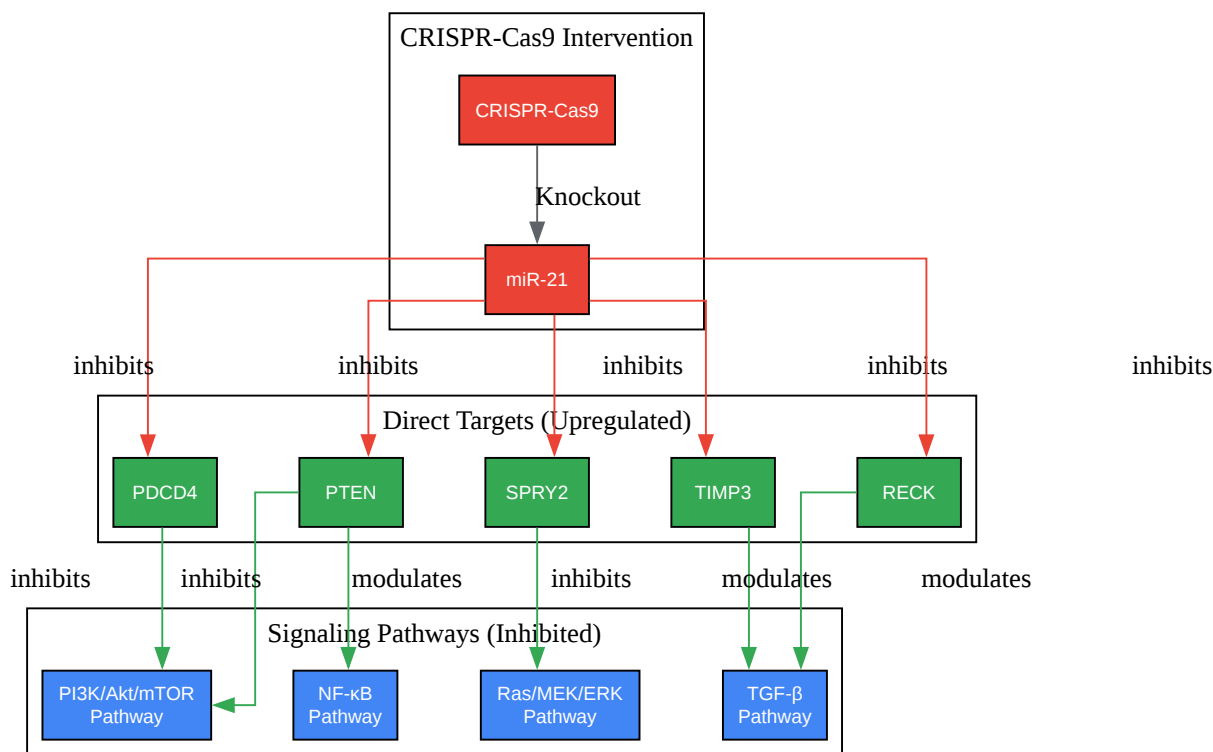 CRISPR-Cas9 Intervention
CRISPR-Cas9
Knockout
miR-21
inhibits
inhibits
inhibits
inhibits
inhibits
Direct Targets (Upregulated)
PDCD4
PTEN
SPRY2
TIMP3
RECK
inhibits
inhibits
modulates
inhibits
modulates
modulates
Signaling Pathways (Inhibited)
PI3K/Akt/mTOR
Pathway
NF-κB
Pathway
Ras/MEK/ERK
Pathway
TGF-β
Pathway